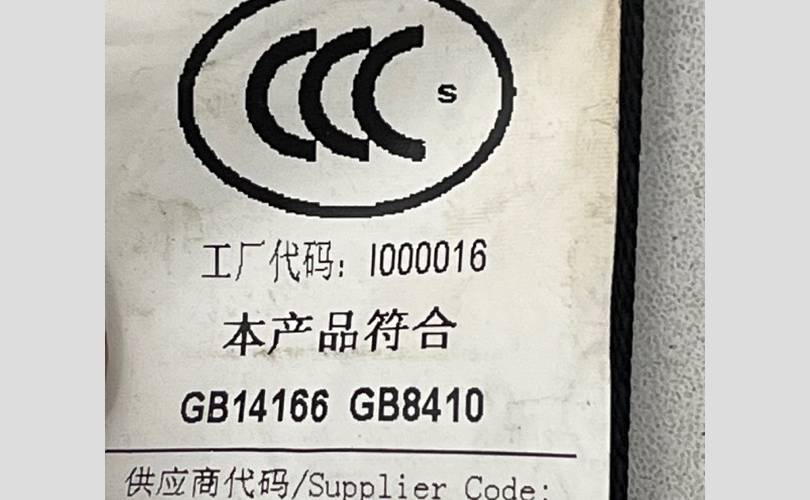 CCC S
工厂代码: I000016
本产品符合
GB14166 GB8410
供应商代码/Supplier Code: